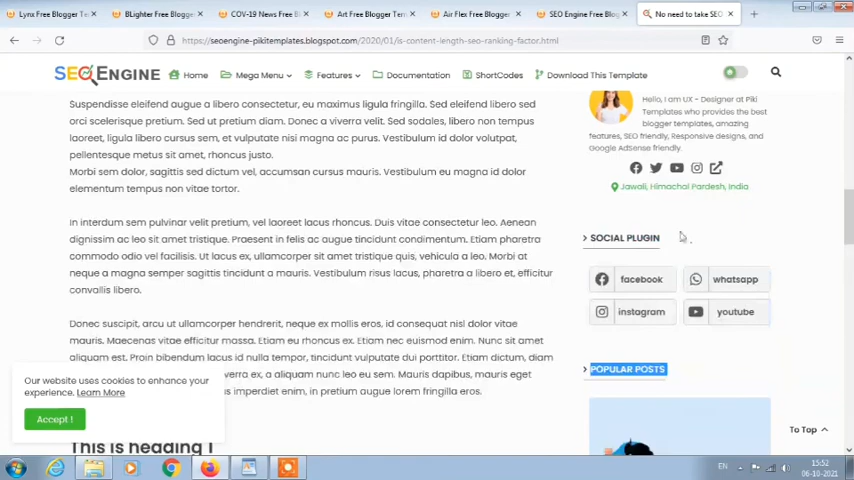 Lynx Free Blogger Te
BLighter Free Blogge
COV-19 News Free Bl
Art Free Blogger Tem
Air Flex Free Blogger
SEO Engine Free Blog
No need to take SEO
https://seoengine-pikitemplates.blogspot.com/2020/01/is-content-length-seo-ranking-factor.html
SEO ENGINE
Home
Mega Menu
Features
Documentation
ShortCodes
Download This Template
Suspendisse eleifend augue a libero consectetur, eu maximus ligula fringilla. Sed eleifend libero sed
orci scelerisque pretium. Sed ut pretium diam. Donec a viverra velit. Sed sodales, libero non tempus
laoreet, ligula libero cursus sem, et vulputate nisi magna ac purus. Vestibulum id dolor volutpat,
pellentesque metus sit amet, rhoncus justo.
Morbi sem dolor, sagittis sed dictum vel, accumsan cursus mauris. Vestibulum eu magna id dolor
elementum tempus non vitae tortor.
In interdum sem pulvinar velit pretium, vel laoreet lacus rhoncus. Duis vitae consectetur leo. Aenean
dignissim ac leo sit amet tristique. Praesent in felis ac augue tincidunt condimentum. Etiam pharetra
commodo odio vel facilisis. Ut lacus ex, ullamcorper sit amet tristique quis, vehicula a leo. Morbi at
neque a magna semper sagittis tincidunt a mauris. Vestibulum risus lacus, pharetra a libero et, efficitur
convallis libero.
Donec suscipit, arcu ut ullamcorper hendrerit, neque ex mollis eros, id consequat nisl dolor vitae
mauris. Maecenas vitae efficitur massa. Etiam eu rhoncus ex. Etiam nec euismod enim. Mauris
aliquam est. Proin bibendum lacus id nulla tempor, tincidunt vulputate dui porttitor. Etiam dictum, diam
verra ex, a aliquam nunc leo sed sem. Mauris dapibus, mauris eget
s imperdiet enim, in pretium augue lorem fringilla eros.
This is heading 1
Our website uses cookies to enhance your
experience. Learn More
Accept !
Hello, I am UX - Designer at Piki
Templates who provides the best
blogger templates, amazing
features, SEO friendly, Responsive designs, and
Google AdSense friendly.
Jawali, Himachal Pardesh, India
SOCIAL PLUGIN
facebook
whatsapp
instagram
youtube
POPULAR POSTS
To Top
EN
15:52
06-10-2021